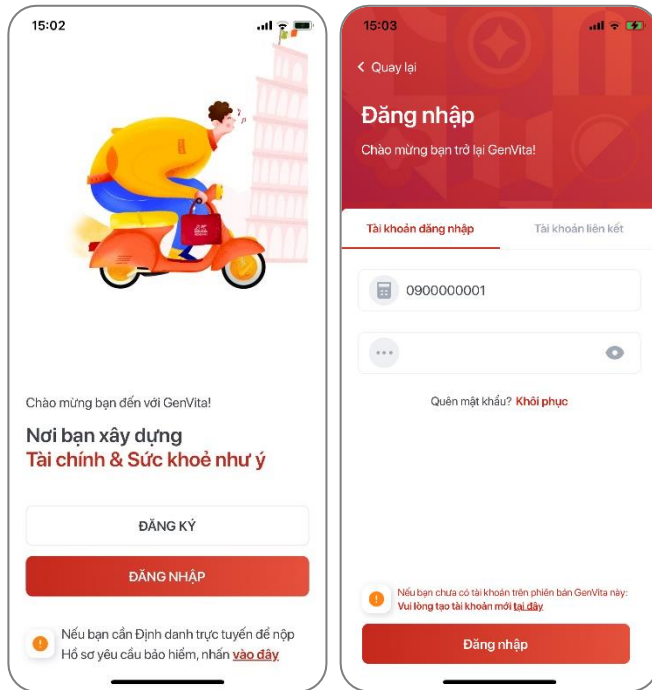 15:02
Chào mừng bạn đến với GenVita!
Nơi bạn xây dựng
Tài chính & Sức khoẻ như ý
ĐĂNG KÝ
ĐĂNG NHẬP
Nếu bạn cần Định danh trực tuyến để nộp
Hồ sơ yêu cầu bảo hiểm, nhấn vào đây
15:03
Quay lại
Đăng nhập
Chào mừng bạn trở lại GenVita!
Tài khoản đăng nhập
Tài khoản liên kết
0900000001
Quên mật khẩu? Khôi phục
Nếu bạn chưa có tài khoản trên phiên bản GenVita này:
Vui lòng tạo tài khoản mới tại đây
Đăng nhập